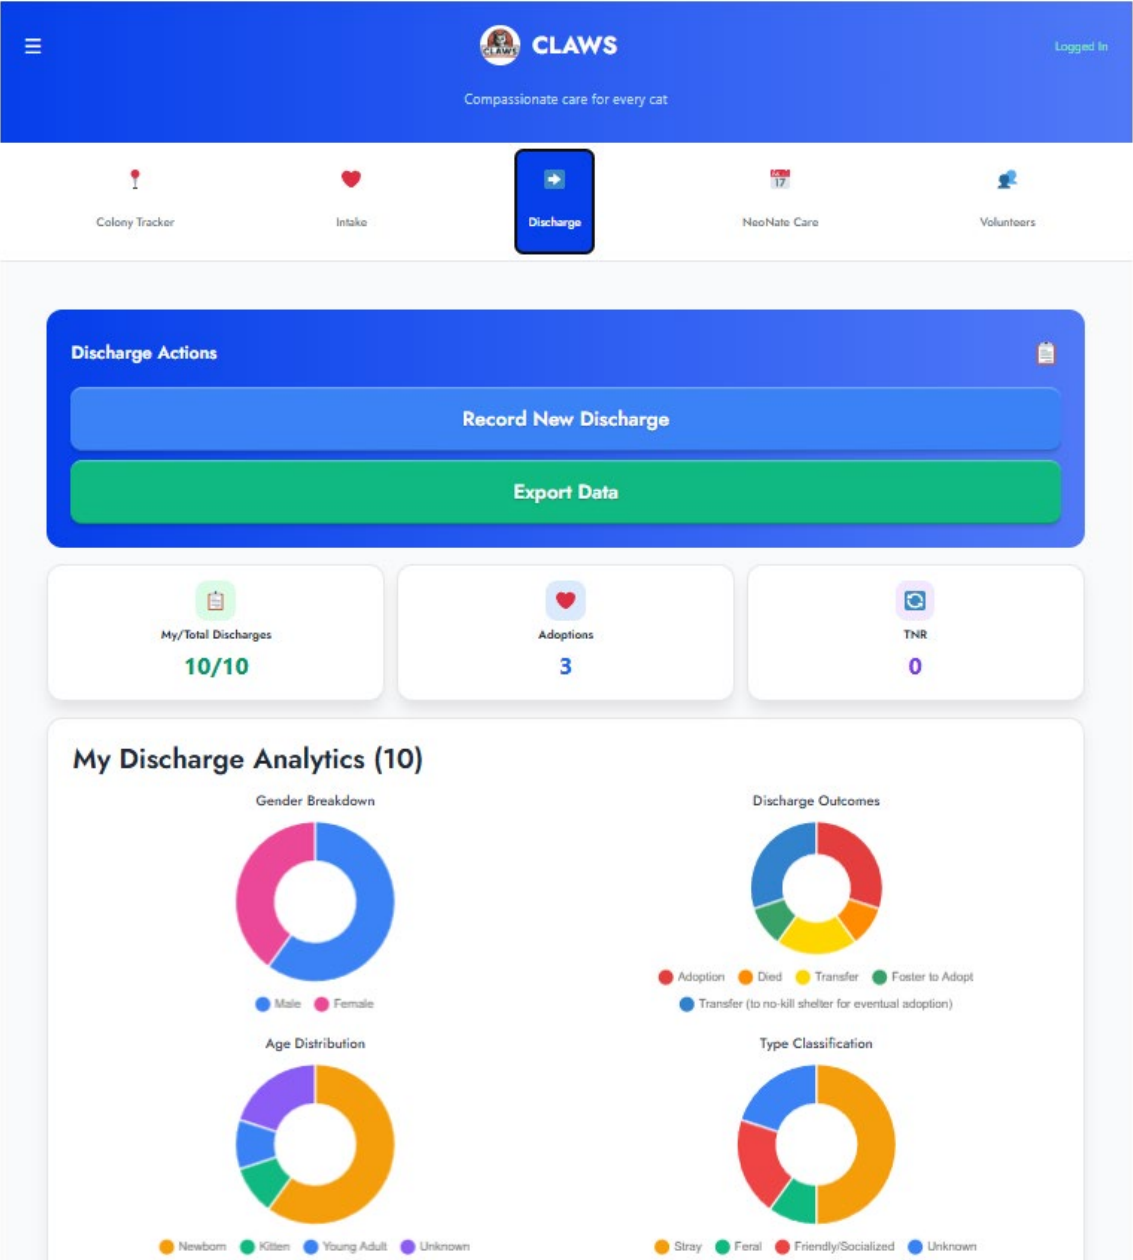 ☰
CLAWS
CLAWS
Logged In
Compassionate care for every cat
Colony Tracker
Intake
Discharge
17
NeoNate Care
Volunteers
Discharge Actions
Record New Discharge
Export Data
My/Total Discharges
10/10
Adoptions
3
TNR
0
My Discharge Analytics (10)
Gender Breakdown
Male Female
Discharge Outcomes
Adoption Died Transfer Foster to Adopt
Transfer (to no-kill shelter for eventual adoption)
Age Distribution
Newborn Kitten Young Adult Unknown
Type Classification
Stray Feral Friendly/Socialized Unknown